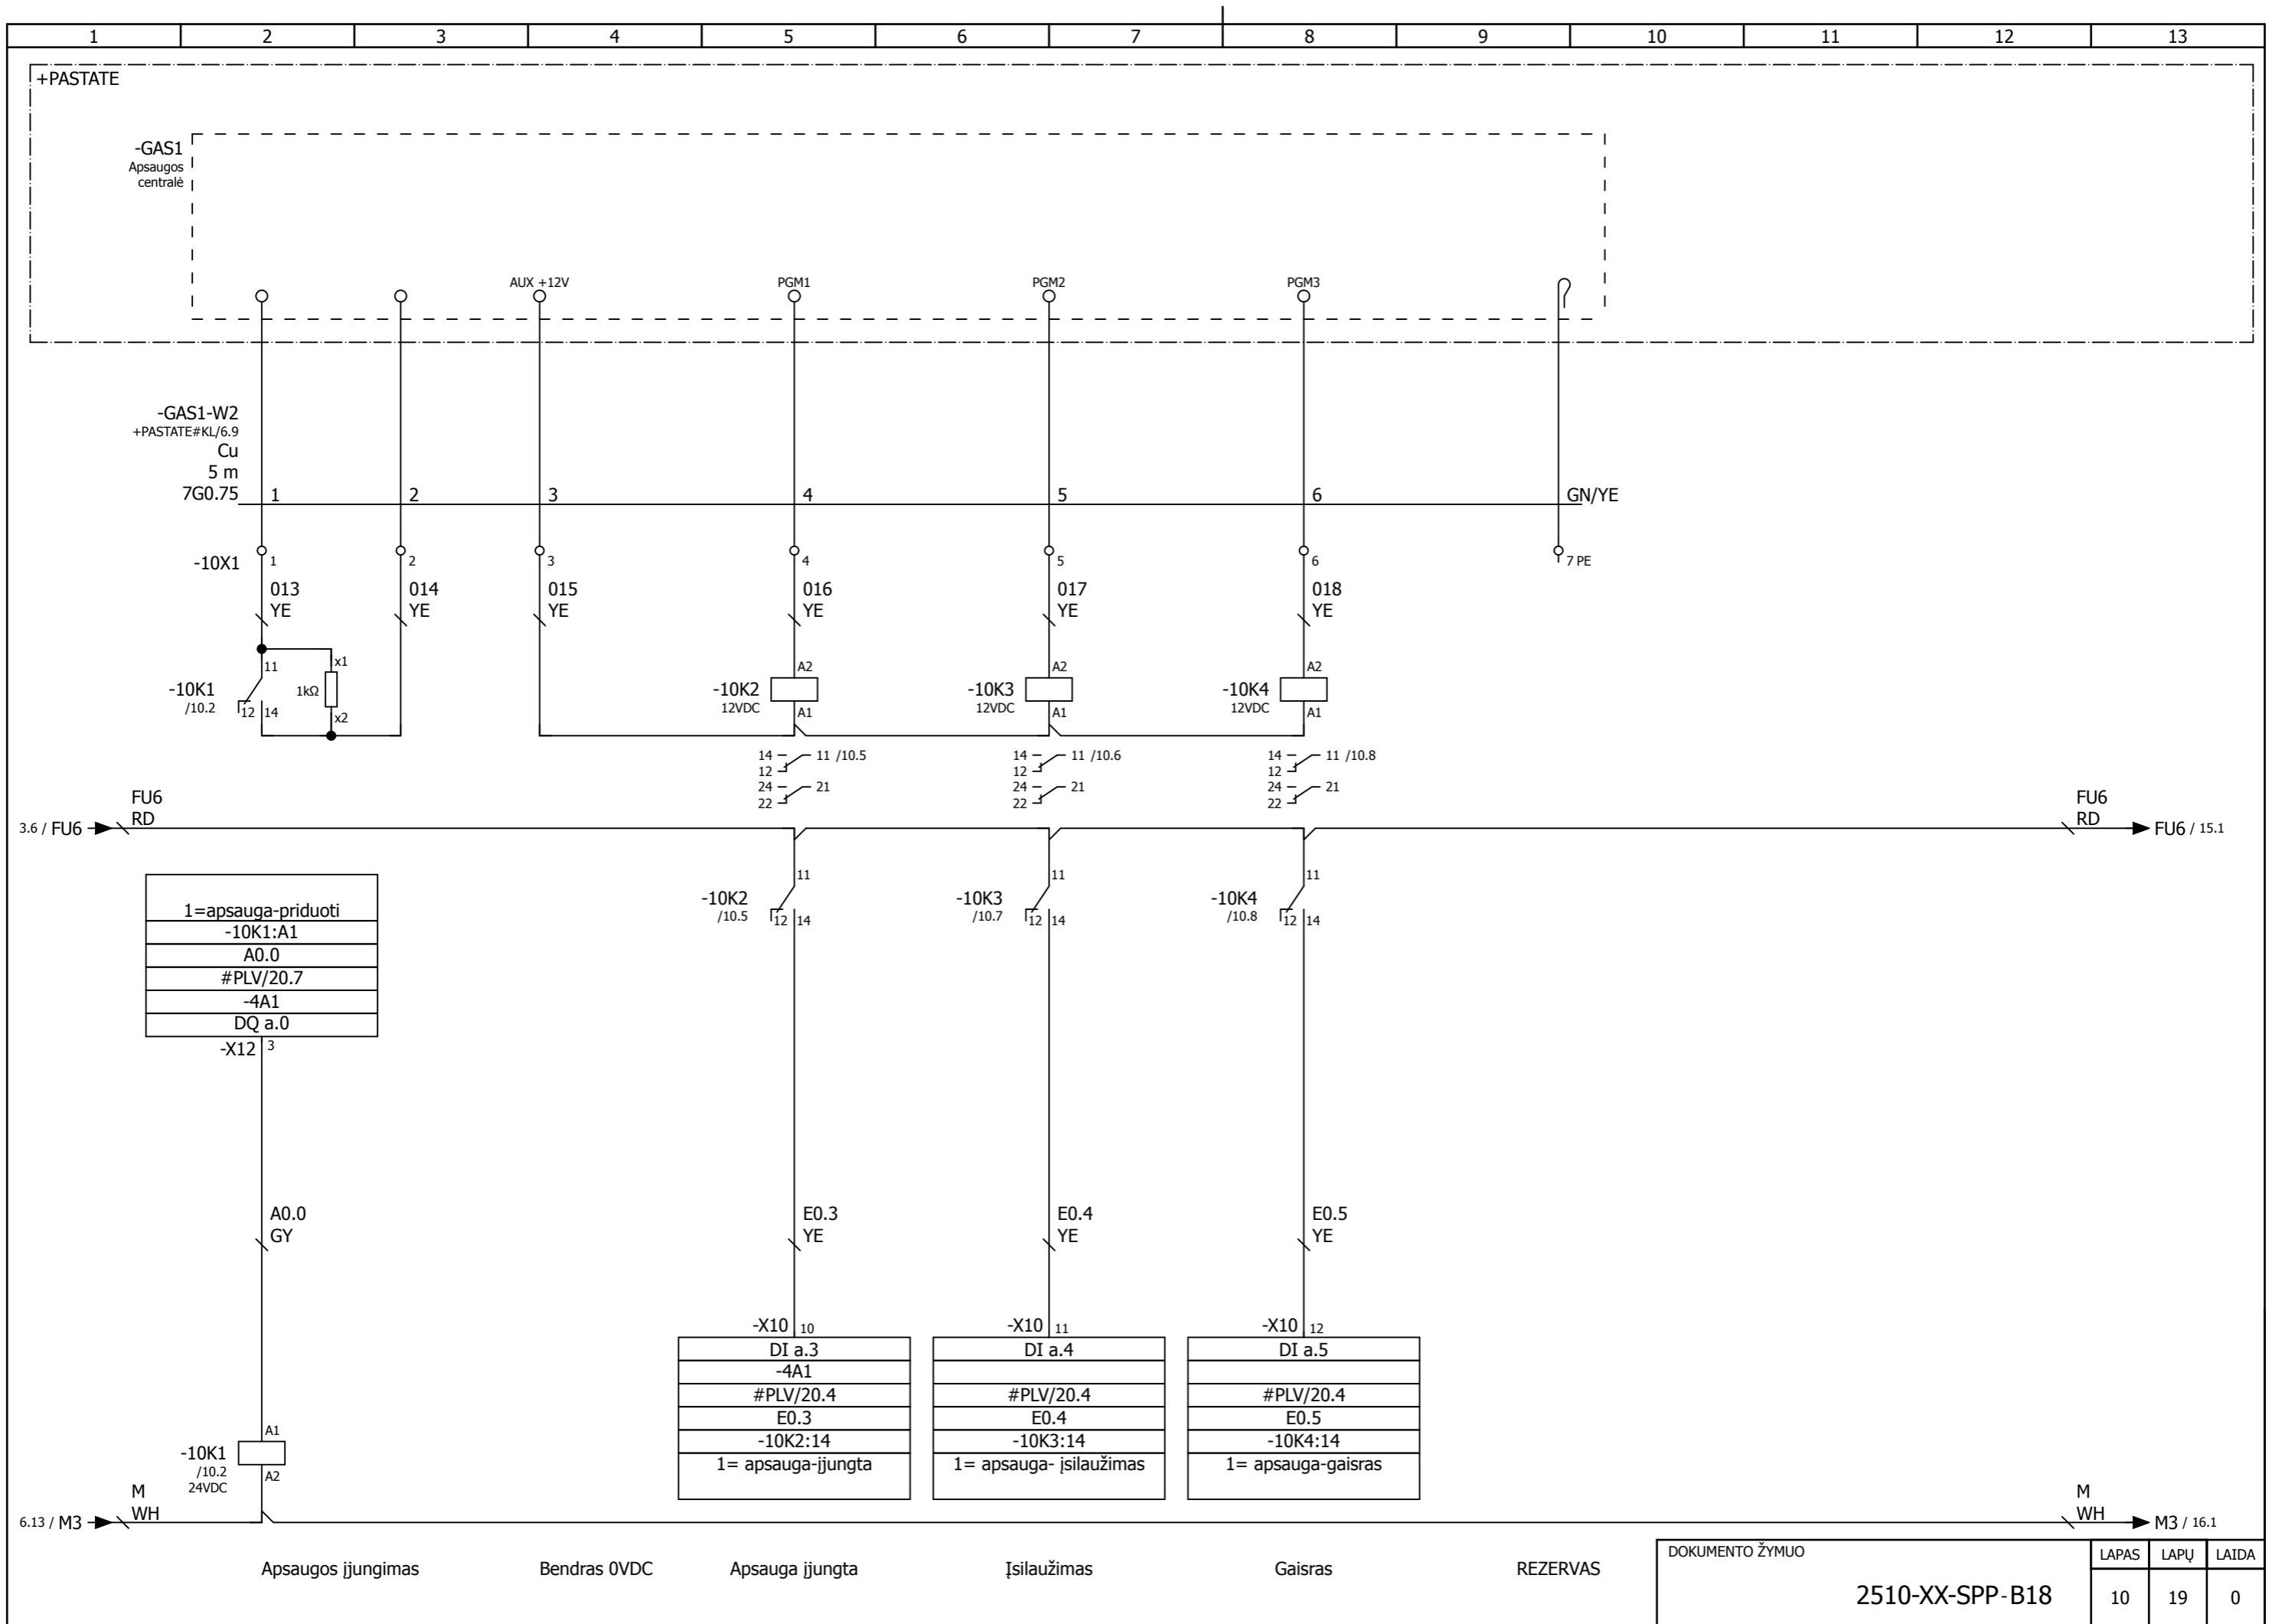 1 2 3 4 5 6 7 8 9 10 11 12 13
+PASTATE
-GAS1
Apsaugos
centralė
AUX +12V PGM1 PGM2 PGM3
-GAS1-W2
+PASTATE#KL/6.9
Cu
5 m
7G0.75 1 2 3 4 5 6 GN/YE
-10X1 1 2 3 4 5 6 7 PE
013 014 015 016 017 018
YE YE YE YE YE YE
11 x1 A2 A2 A2
-10K1 1kΩ -10K2 -10K3 -10K4
/10.2 12 14 x2 12VDC A1 12VDC A1 12VDC A1
14 11 /10.5 14 11 /10.6 14 11 /10.8
12 12 12
24 21 24 21 24 21
22 22 22
FU6 FU6
RD RD
3.6 / FU6 FU6 / 15.1
11 11 11
-10K2 -10K3 -10K4
/10.5 12 14 /10.7 12 14 /10.8 12 14
1=apsauga-priduoti
-10K1:A1
A0.0
#PLV/20.7
-4A1
DQ a.0
-X12 3
A0.0 E0.3 E0.4 E0.5
GY YE YE YE
-X10 10 -X10 11 -X10 12
DI a.3 DI a.4 DI a.5
-4A1
#PLV/20.4 #PLV/20.4 #PLV/20.4
E0.3 E0.4 E0.5
-10K2:14 -10K3:14 -10K4:14
1= apsauga-įjungta 1= apsauga- įsilaužimas 1= apsauga-gaisras
A1
-10K1
/10.2 A2
24VDC
M M
WH WH
6.13 / M3 M3 / 16.1
Apsaugos įjungimas Bendras 0VDC Apsauga įjungta Įsilaužimas Gaisras REZERVAS
DOKUMENTO ŽYMUO LAPAS LAPŲ LAIDA
2510-XX-SPP-B18 10 19 0